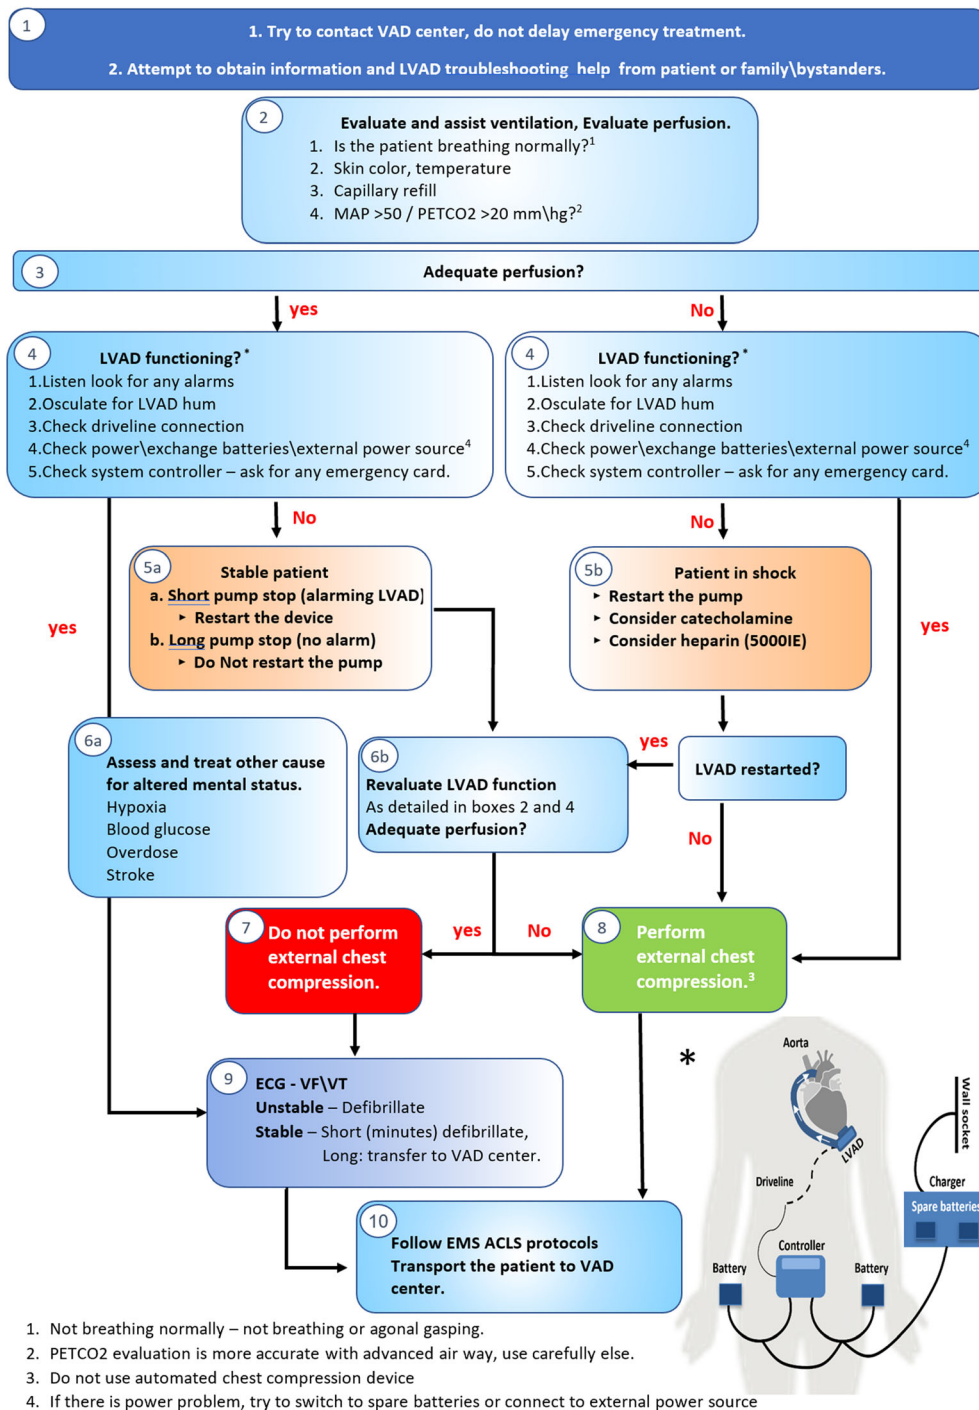 1
1. Try to contact VAD center, do not delay emergency treatment.
2. Attempt to obtain information and LVAD troubleshooting help from patient or family\bystanders.
2
Evaluate and assist ventilation, Evaluate perfusion.
1. Is the patient breathing normally?1
2. Skin color, temperature
3. Capillary refill
4. MAP >50 / PETCO2 >20 mm\hg?2
3
Adequate perfusion?
yes
No
4
LVAD functioning? *
1.Listen look for any alarms
2.Osculate for LVAD hum
3.Check driveline connection
4.Check power\exchange batteries\external power source4
5.Check system controller – ask for any emergency card.
4
LVAD functioning? *
1.Listen look for any alarms
2.Osculate for LVAD hum
3.Check driveline connection
4.Check power\exchange batteries\external power source4
5.Check system controller – ask for any emergency card.
No
No
yes
yes
5a
Stable patient
a. Short pump stop (alarming LVAD)
▸ Restart the device
b. Long pump stop (no alarm)
▸ Do Not restart the pump
5b
Patient in shock
▸ Restart the pump
▸ Consider catecholamine
▸ Consider heparin (5000IE)
6a
Assess and treat other cause
for altered mental status.
Hypoxia
Blood glucose
Overdose
Stroke
6b
Revaluate LVAD function
As detailed in boxes 2 and 4
Adequate perfusion?
yes
LVAD restarted?
No
yes
No
7
Do not perform
external chest
compression.
8
Perform
external chest
compression.3
9
ECG - VF\VT
Unstable – Defibrillate
Stable – Short (minutes) defibrillate,
Long: transfer to VAD center.
10
Follow EMS ACLS protocols
Transport the patient to VAD
center.
*
Aorta
LVAD
Driveline
Controller
Battery
Battery
Wall socket
Charger
Spare batteries
1. Not breathing normally – not breathing or agonal gasping.
2. PETCO2 evaluation is more accurate with advanced air way, use carefully else.
3. Do not use automated chest compression device
4. If there is power problem, try to switch to spare batteries or connect to external power source